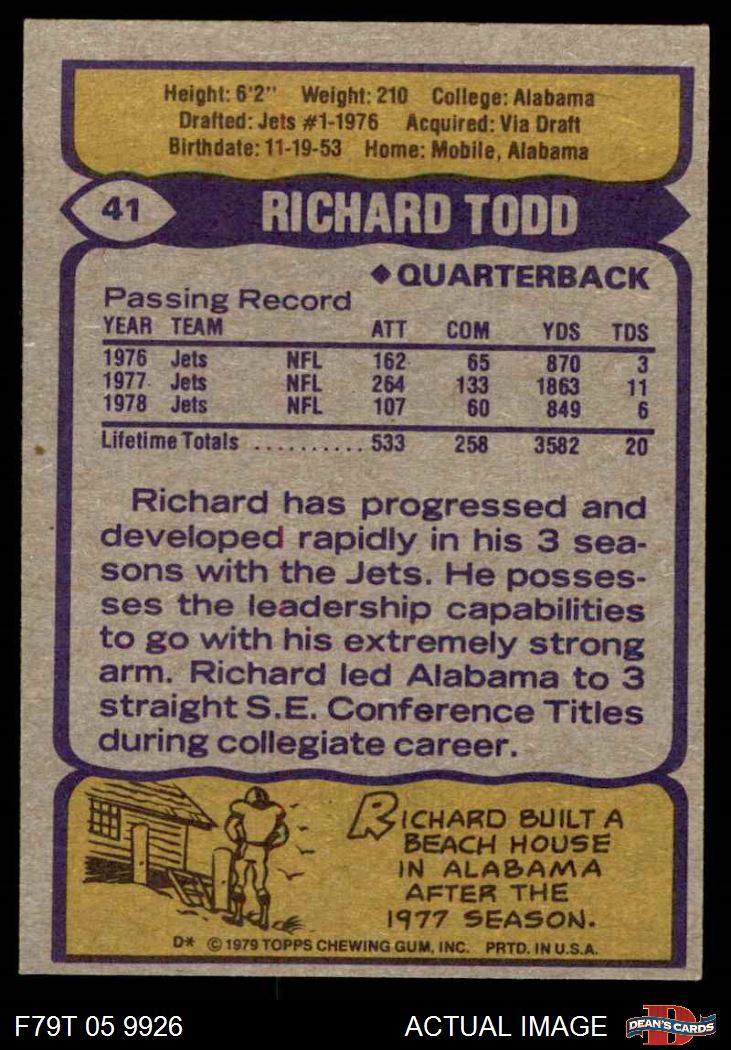 Height: 6'2" Weight: 210 College: Alabama
Drafted: Jets #1-1976 Acquired: Via Draft
Birthdate: 11-19-53 Home: Mobile, Alabama
41 RICHARD TODD
◆QUARTERBACK
Passing Record
YEAR TEAM ATT COM YDS TDS
1976 Jets NFL 162 65 870 3
1977 Jets NFL 264 133 1863 11
1978 Jets NFL 107 60 849 6
Lifetime Totals .......... 533 258 3582 20
Richard has progressed and
developed rapidly in his 3 sea-
sons with the Jets. He posses-
ses the leadership capabilities
to go with his extremely strong
arm. Richard led Alabama to 3
straight S.E. Conference Titles
during collegiate career.
RICHARD BUILT A
BEACH HOUSE
IN ALABAMA
AFTER THE
1977 SEASON.
D* © 1979 TOPPS CHEWING GUM, INC. PRTD. IN U.S.A.
F79T 05 9926 ACTUAL IMAGE D DEAN'S CARDS